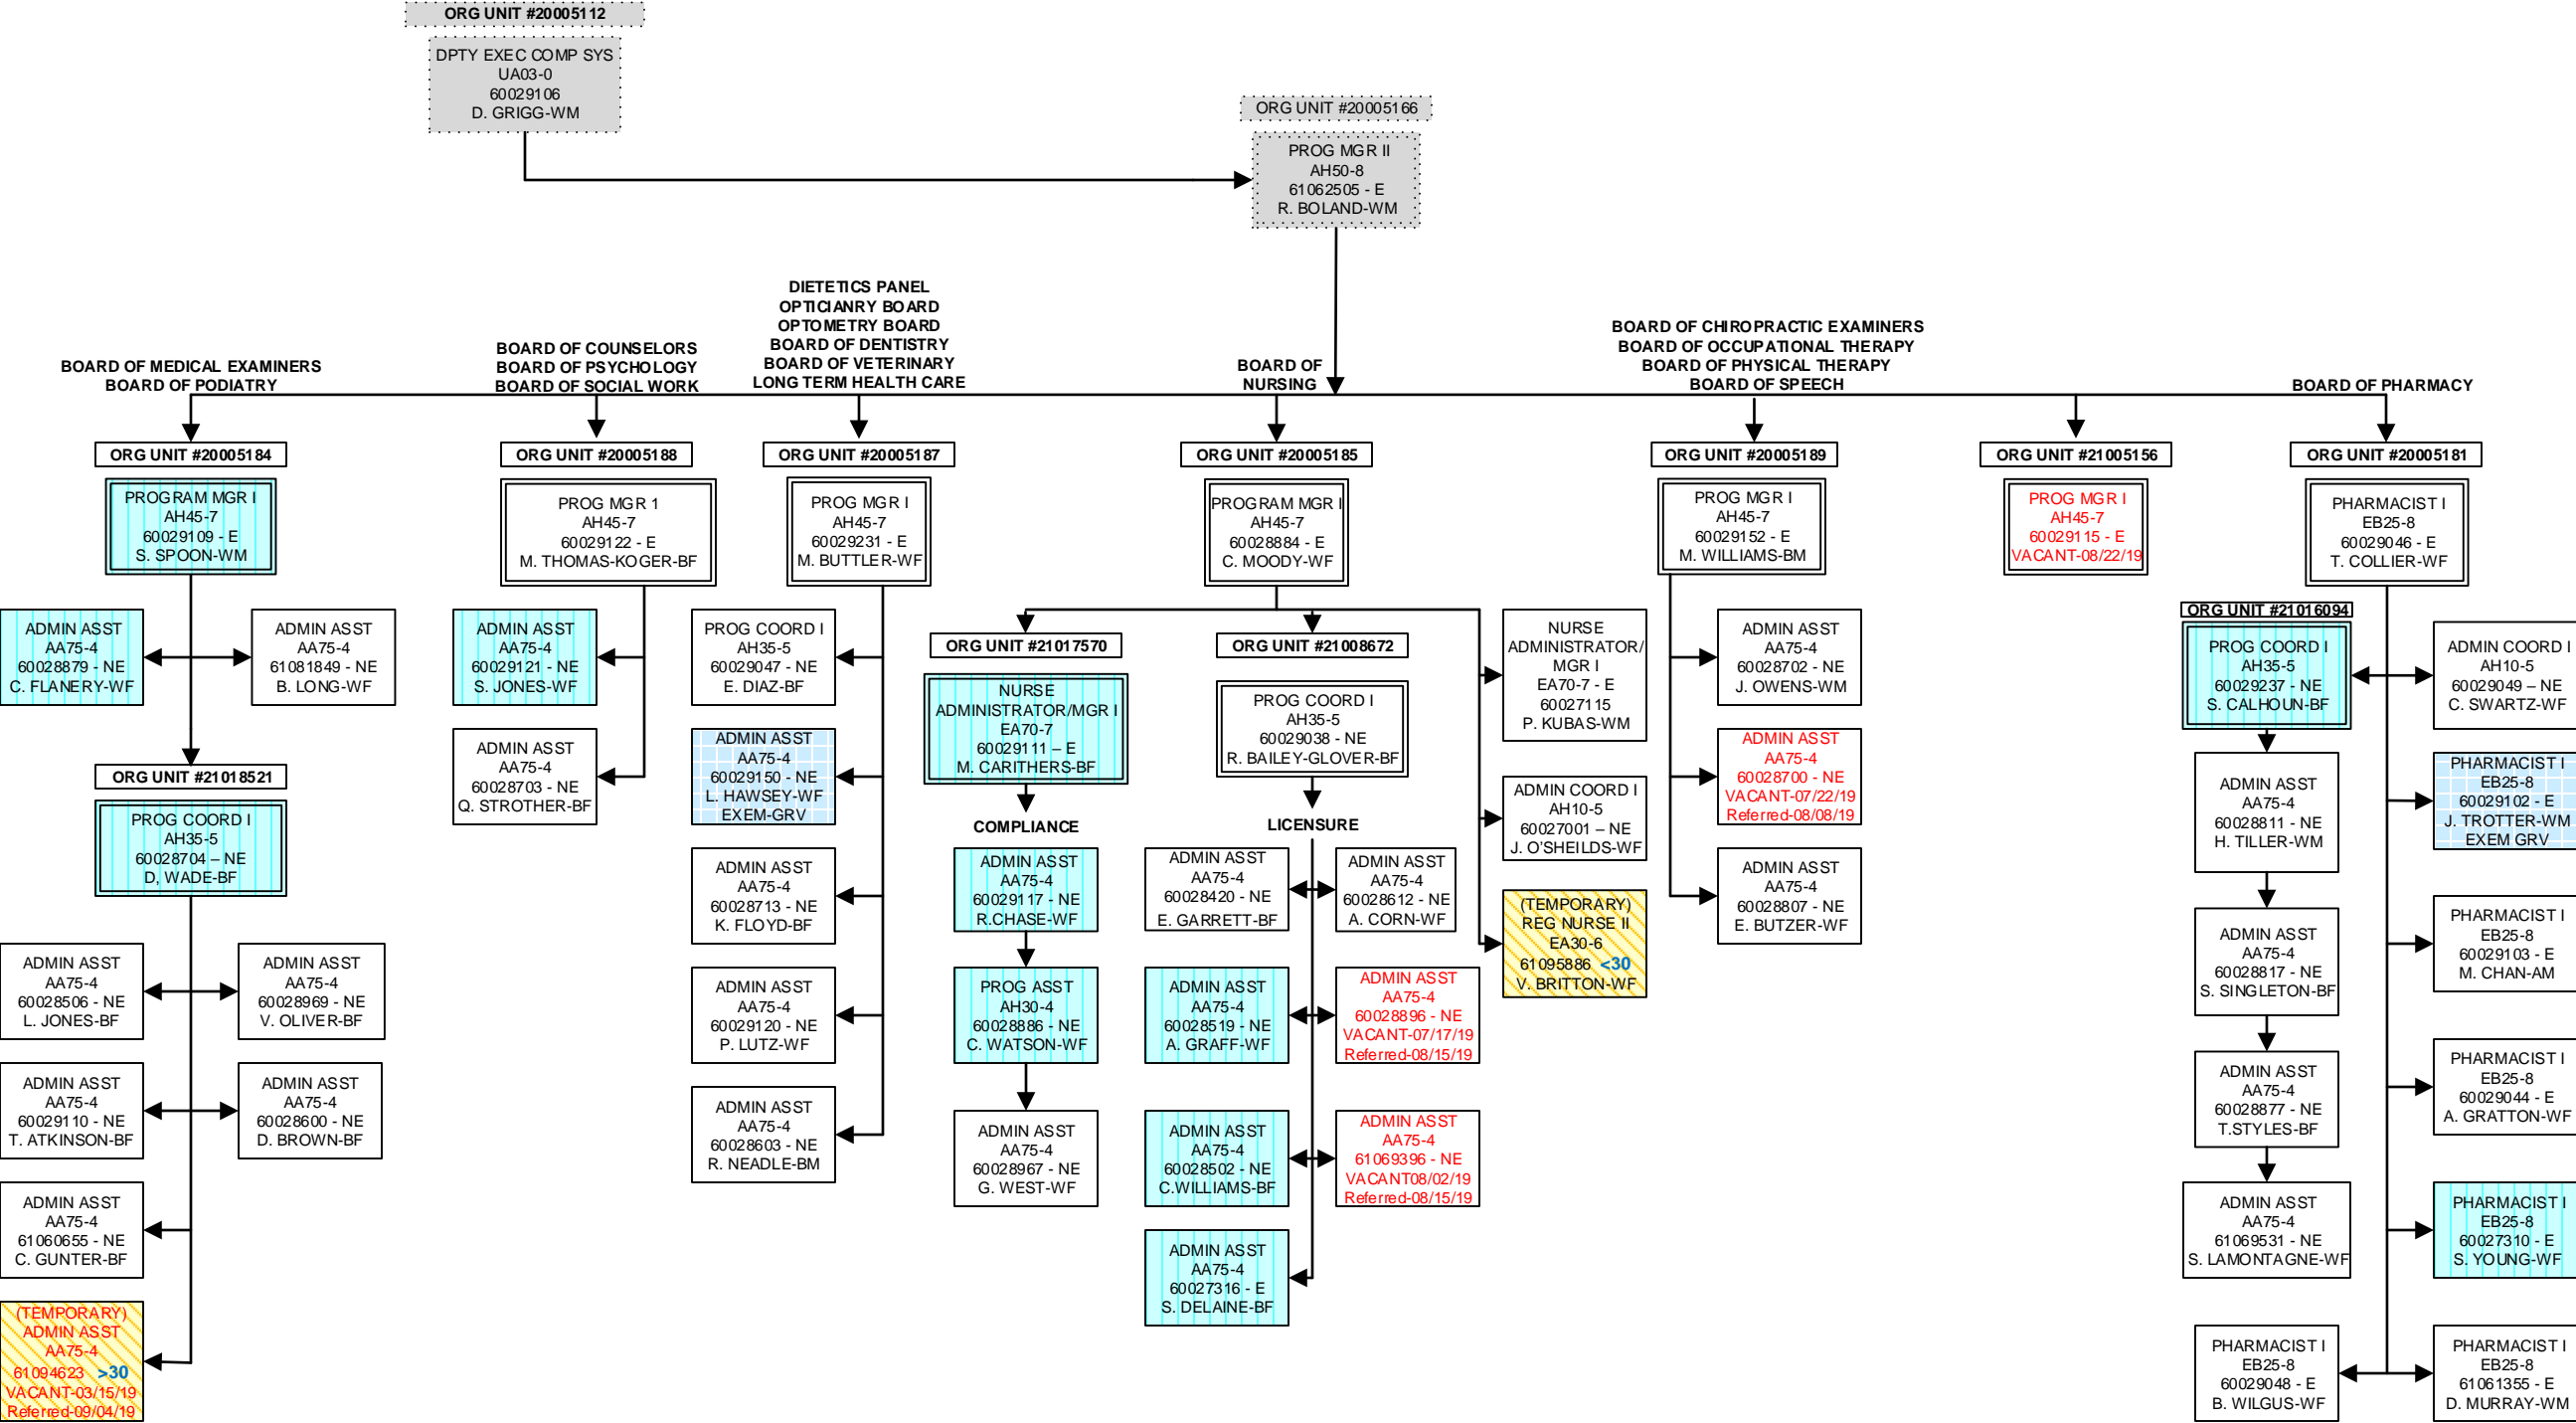 ORG UNIT #20005112
DPTY EXEC COMP SYS
UA03-0
60029106
D. GRIGG-WM
ORG UNIT #20005166
PROG MGR II
AH50-8
61062505 - E
R. BOLAND-WM
BOARD OF MEDICAL EXAMINERS
BOARD OF PODIATRY
BOARD OF COUNSELORS
BOARD OF PSYCHOLOGY
BOARD OF SOCIAL WORK
DIETETICS PANEL
OPTICIANRY BOARD
OPTOMETRY BOARD
BOARD OF DENTISTRY
BOARD OF VETERINARY
LONG TERM HEALTH CARE
BOARD OF
NURSING
BOARD OF CHIROPRACTIC EXAMINERS
BOARD OF OCCUPATIONAL THERAPY
BOARD OF PHYSICAL THERAPY
BOARD OF SPEECH
BOARD OF PHARMACY
ORG UNIT #20005184
PROGRAM MGR I
AH45-7
60029109 - E
S. SPOON-WM
ADMIN ASST
AA75-4
60028879 - NE
C. FLANERY-WF
ADMIN ASST
AA75-4
61081849 - NE
B. LONG-WF
ORG UNIT #21018521
PROG COORD I
AH35-5
60028704 – NE
D, WADE-BF
ADMIN ASST
AA75-4
60028506 - NE
L. JONES-BF
ADMIN ASST
AA75-4
60028969 - NE
V. OLIVER-BF
ADMIN ASST
AA75-4
60029110 - NE
T. ATKINSON-BF
ADMIN ASST
AA75-4
60028600 - NE
D. BROWN-BF
ADMIN ASST
AA75-4
61060655 - NE
C. GUNTER-BF
(TEMPORARY)
ADMIN ASST
AA75-4
61094623 >30
VACANT-03/15/19
Referred-09/04/19
ORG UNIT #20005188
PROG MGR 1
AH45-7
60029122 - E
M. THOMAS-KOGER-BF
ADMIN ASST
AA75-4
60029121 - NE
S. JONES-WF
ADMIN ASST
AA75-4
60028703 - NE
Q. STROTHER-BF
ORG UNIT #20005187
PROG MGR I
AH45-7
60029231 - E
M. BUTTLER-WF
PROG COORD I
AH35-5
60029047 - NE
E. DIAZ-BF
ADMIN ASST
AA75-4
60029150 - NE
L. HAWSEY-WF
EXEM-GRV
ADMIN ASST
AA75-4
60028713 - NE
K. FLOYD-BF
ADMIN ASST
AA75-4
60029120 - NE
P. LUTZ-WF
ADMIN ASST
AA75-4
60028603 - NE
R. NEADLE-BM
ORG UNIT #20005185
PROGRAM MGR I
AH45-7
60028884 - E
C. MOODY-WF
ORG UNIT #21017570
NURSE
ADMINISTRATOR/MGR I
EA70-7
60029111 – E
M. CARITHERS-BF
COMPLIANCE
ADMIN ASST
AA75-4
60029117 - NE
R.CHASE-WF
PROG ASST
AH30-4
60028886 - NE
C. WATSON-WF
ADMIN ASST
AA75-4
60028967 - NE
G. WEST-WF
ORG UNIT #21008672
PROG COORD I
AH35-5
60029038 - NE
R. BAILEY-GLOVER-BF
LICENSURE
ADMIN ASST
AA75-4
60028420 - NE
E. GARRETT-BF
ADMIN ASST
AA75-4
60028612 - NE
A. CORN-WF
ADMIN ASST
AA75-4
60028519 - NE
A. GRAFF-WF
ADMIN ASST
AA75-4
60028896 - NE
VACANT-07/17/19
Referred-08/15/19
ADMIN ASST
AA75-4
60028502 - NE
C.WILLIAMS-BF
ADMIN ASST
AA75-4
61069396 - NE
VACANT08/02/19
Referred-08/15/19
ADMIN ASST
AA75-4
60027316 - E
S. DELAINE-BF
NURSE
ADMINISTRATOR/
MGR I
EA70-7 - E
60027115
P. KUBAS-WM
ADMIN COORD I
AH10-5
60027001 – NE
J. O'SHEILDS-WF
(TEMPORARY)
REG NURSE II
EA30-6
61095886 <30
V. BRITTON-WF
ORG UNIT #20005189
PROG MGR I
AH45-7
60029152 - E
M. WILLIAMS-BM
ADMIN ASST
AA75-4
60028702 - NE
J. OWENS-WM
ADMIN ASST
AA75-4
60028700 - NE
VACANT-07/22/19
Referred-08/08/19
ADMIN ASST
AA75-4
60028807 - NE
E. BUTZER-WF
ORG UNIT #21005156
PROG MGR I
AH45-7
60029115 - E
VACANT-08/22/19
ORG UNIT #20005181
PHARMACIST I
EB25-8
60029046 - E
T. COLLIER-WF
ORG UNIT #21016094
PROG COORD I
AH35-5
60029237 - NE
S. CALHOUN-BF
ADMIN COORD I
AH10-5
60029049 – NE
C. SWARTZ-WF
ADMIN ASST
AA75-4
60028811 - NE
H. TILLER-WM
PHARMACIST I
EB25-8
60029102 - E
J. TROTTER-WM
EXEM GRV
ADMIN ASST
AA75-4
60028817 - NE
S. SINGLETON-BF
PHARMACIST I
EB25-8
60029103 - E
M. CHAN-AM
ADMIN ASST
AA75-4
60028877 - NE
T.STYLES-BF
PHARMACIST I
EB25-8
60029044 - E
A. GRATTON-WF
ADMIN ASST
AA75-4
61069531 - NE
S. LAMONTAGNE-WF
PHARMACIST I
EB25-8
60027310 - E
S. YOUNG-WF
PHARMACIST I
EB25-8
60029048 - E
B. WILGUS-WF
PHARMACIST I
EB25-8
61061355 - E
D. MURRAY-WM